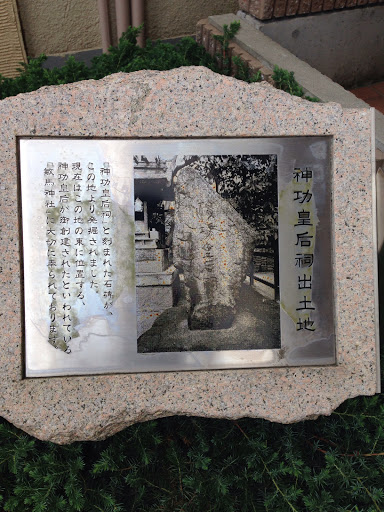 神功皇后祠出土地
「神功皇后祠」と刻まれた石碑が、
この地より発掘されました。
現在はこの地の東に位置する、
神功皇后が御創建されたといわれている
「敏馬神社」に大切に奉られております。